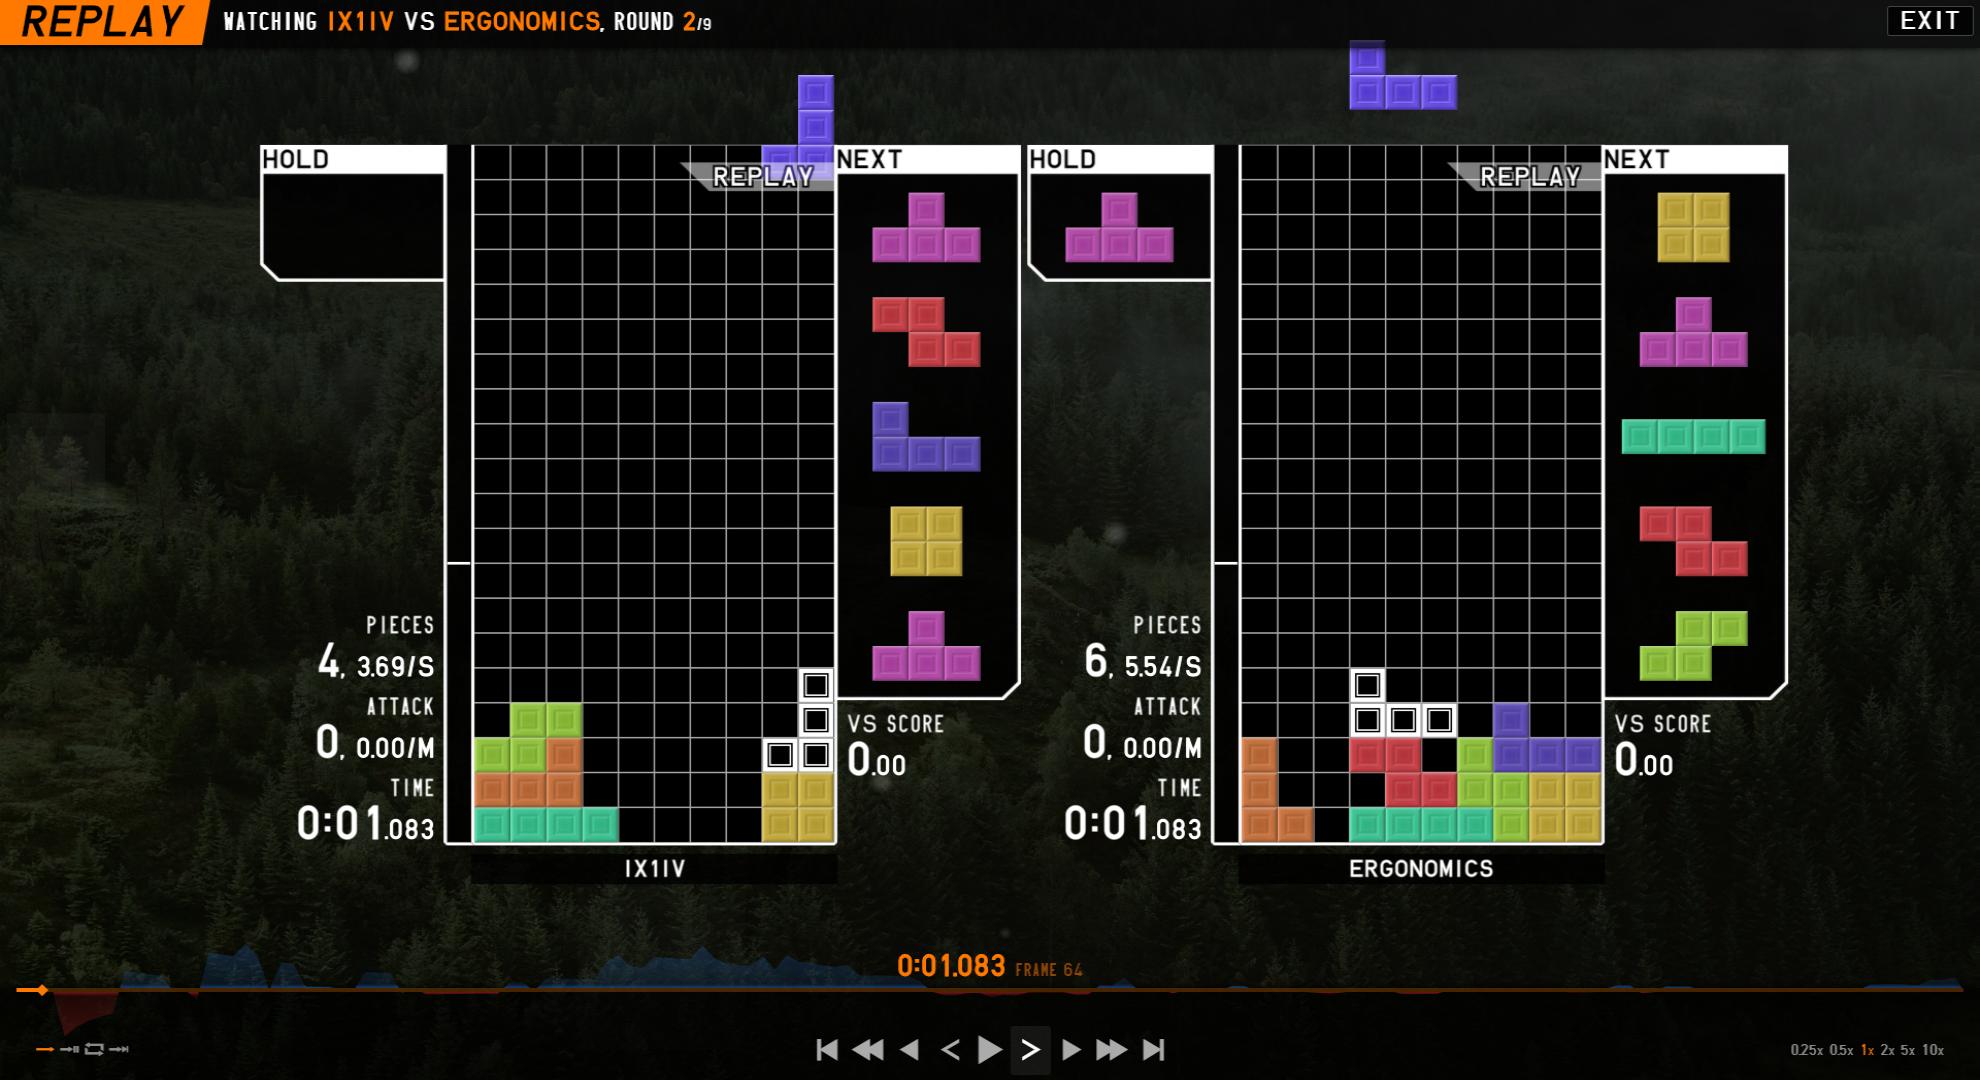 REPLAY WATCHING IX1IV VS ERGONOMICS, ROUND 2/9 EXIT
HOLD
REPLAY
NEXT
PIECES
4, 3.69/S
ATTACK
0, 0.00/M
TIME
0:01.083
VS SCORE
0.00
IX1IV
HOLD
REPLAY
NEXT
PIECES
6, 5.54/S
ATTACK
0, 0.00/M
TIME
0:01.083
VS SCORE
0.00
ERGONOMICS
0:01.083 FRAME 64
0.25x 0.5x 1x 2x 5x 10x